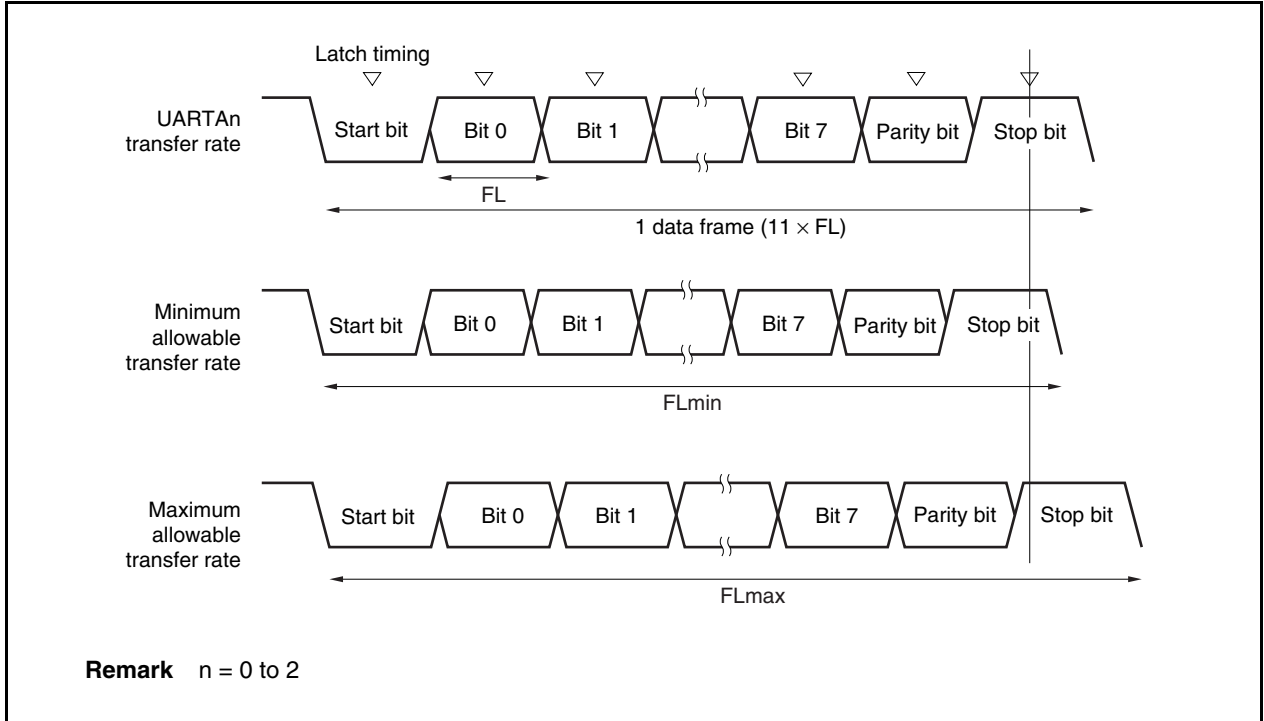 Latch timing
UARTAn
transfer rate
Start bit
Bit 0
Bit 1
Bit 7
Parity bit
Stop bit
FL
1 data frame (11 × FL)
Minimum
allowable
transfer rate
Start bit
Bit 0
Bit 1
Bit 7
Parity bit
Stop bit
FLmin
Maximum
allowable
transfer rate
Start bit
Bit 0
Bit 1
Bit 7
Parity bit
Stop bit
FLmax
Remark n = 0 to 2